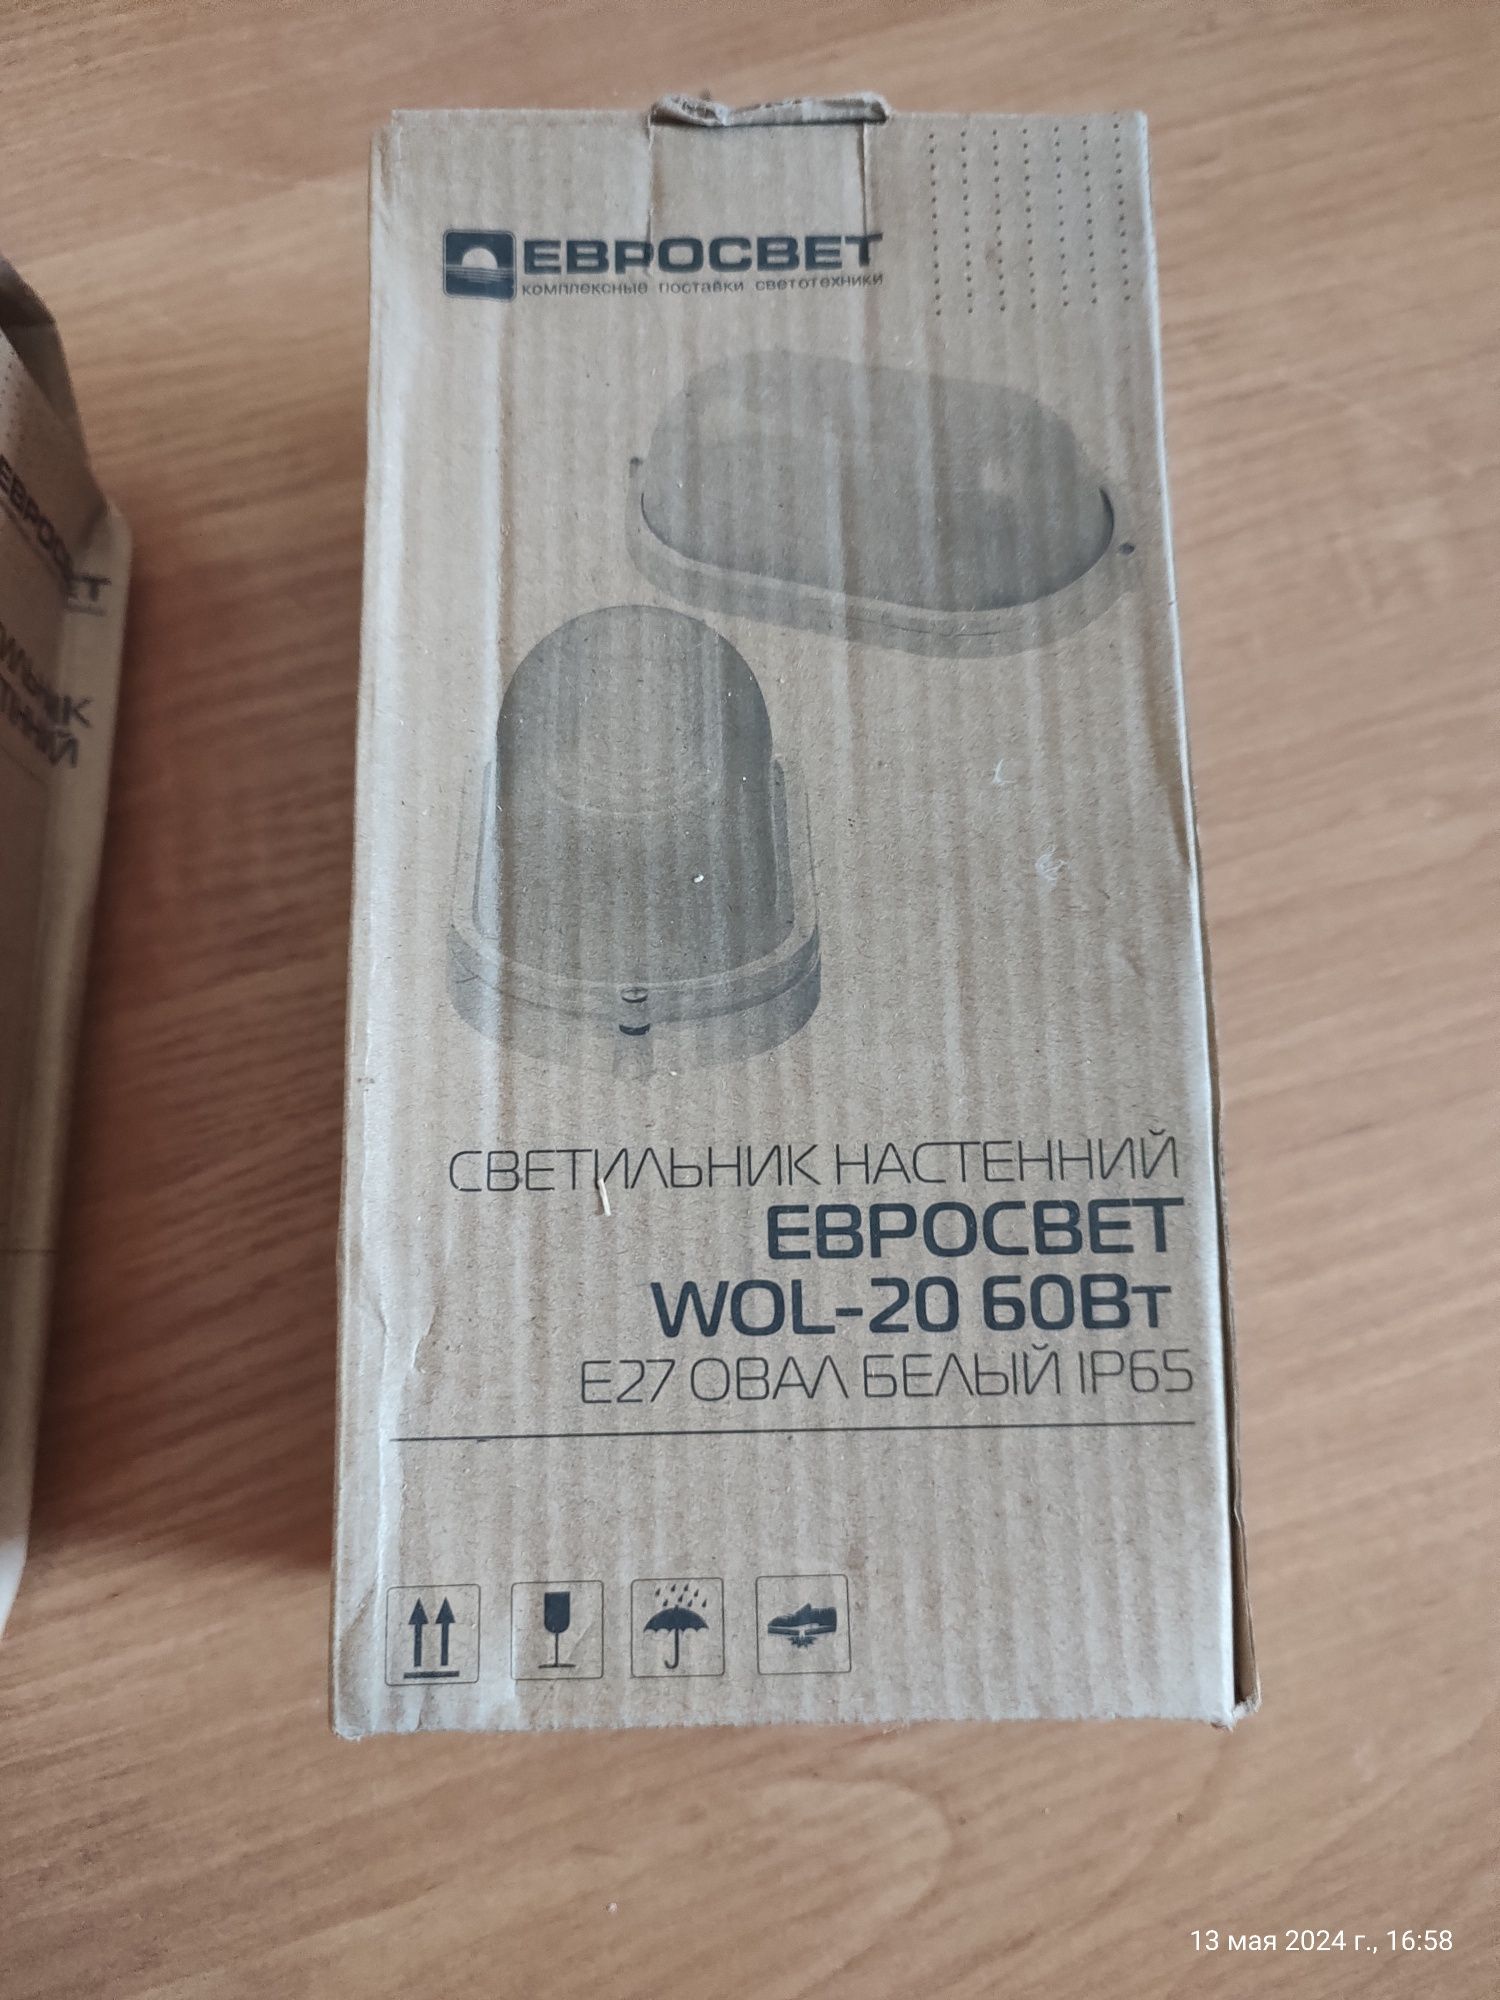 ЕВРОСВЕТ
комплексные поставки светотехники
СВЕТИЛЬНИК НАСТЕННИЙ
ЕВРОСВЕТ
WOL-20 60Вт
E27 ОВАЛ БЕЛЫЙ IP65
ЕВРОСВЕТ
13 мая 2024 г., 16:58